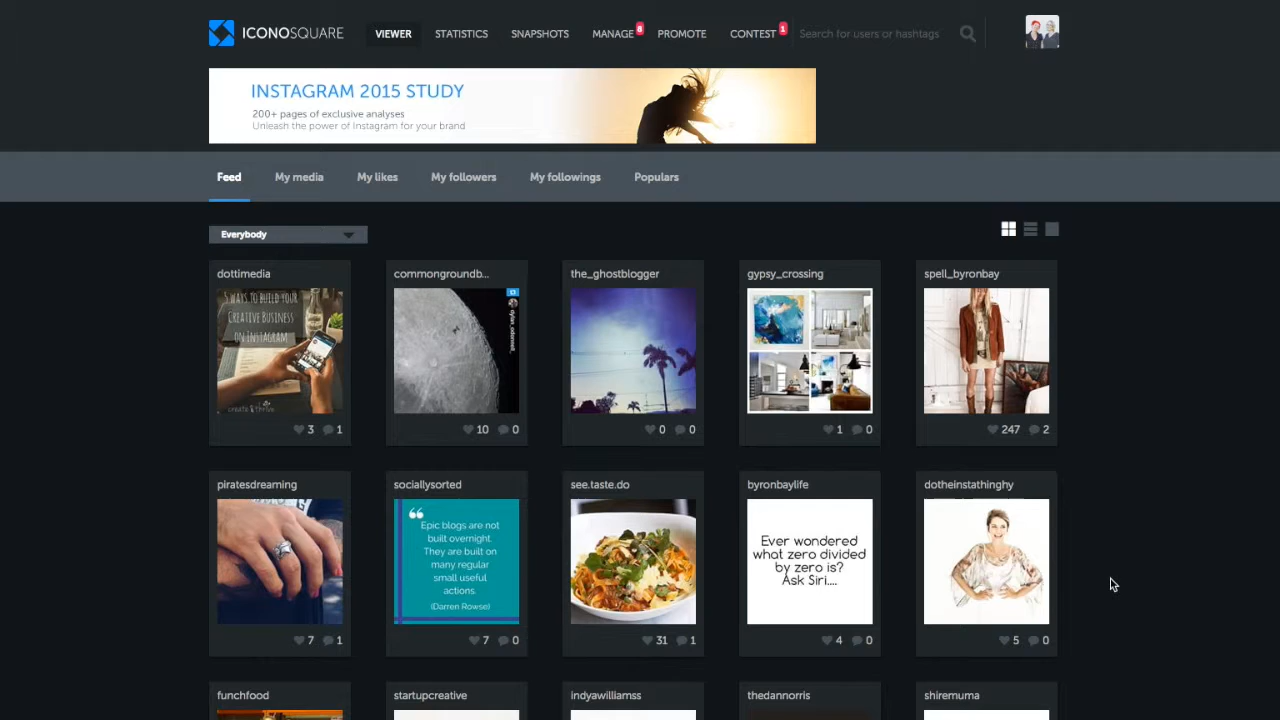 ICONOSQUARE VIEWER STATISTICS SNAPSHOTS MANAGE 8 PROMOTE CONTEST 1 Search for users or hashtags
INSTAGRAM 2015 STUDY
200+ pages of exclusive analyses
Unleash the power of Instagram for your brand
Feed My media My likes My followers My followings Populars
Everybody
dottimedia commongroundb... the_ghostblogger gypsy_crossing spell_byronbay
5 WAYS TO BUILD YOUR
CREATIVE BUSINESS
ON INSTAGRAM
create & thrive
3 1 10 0 0 0 1 0 247 2
piratesdreaming sociallysorted see.taste.do byronbaylife dotheinstathinghy
“
Epic blogs are not
built overnight.
They are built on
many regular
small useful
actions.
(Darren Rowse)
Ever wondered
what zero divided
by zero is?
Ask Siri....
7 1 7 0 31 1 4 0 5 0
funchfood startupcreative indyawilliamss thedannorris shiremuma